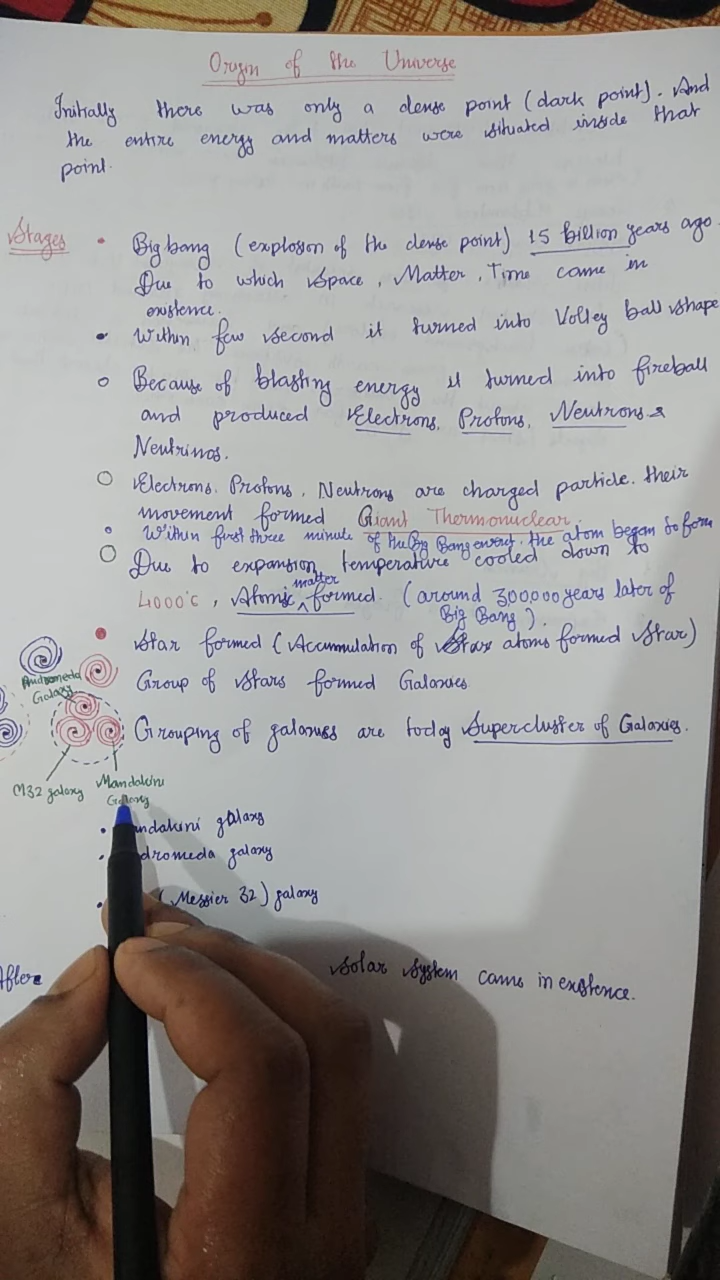 Origin of the Universe
Initially there was only a dense point (dark point). And
the entire energy and matters were situated inside that
point.
Stages
• Big bang (explosion of the dense point) 15 billion years ago.
Due to which Space, Matter, Time came in
existence.
• Within few second it turned into Volley ball shape
Because of blasting energy it turned into fireball
and produced Electrons, Protons, Neutrons &
Neutrinos.
Electrons, Protons, Neutrons are charged particle. their
movement formed Giant Thermonuclear.
Within first three minute of the Big Bang event, the atom began to form
Due to expansion temperature cooled down to
matter
4000°C, Atomic ^ formed. (around 300,000 years later of
Big Bang).
• Star formed (Accumulation of atoms formed Star)
Group of Stars formed Galaxies
Grouping of galaxies are today Supercluster of Galaxies.
Andromeda
Galaxy
M32 galaxy
Mandakini
Galaxy
galaxy
galaxy
• (Messier 32) galaxy
After Solar System came in existence.